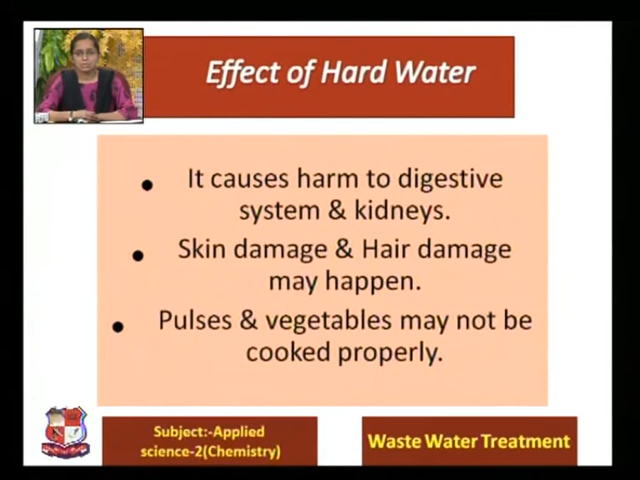 Effect of Hard Water
It causes harm to digestive
system & kidneys.
Skin damage & Hair damage
may happen.
Pulses & vegetables may not be
cooked properly.
Subject:-Applied
science-2(Chemistry)
Waste Water Treatment